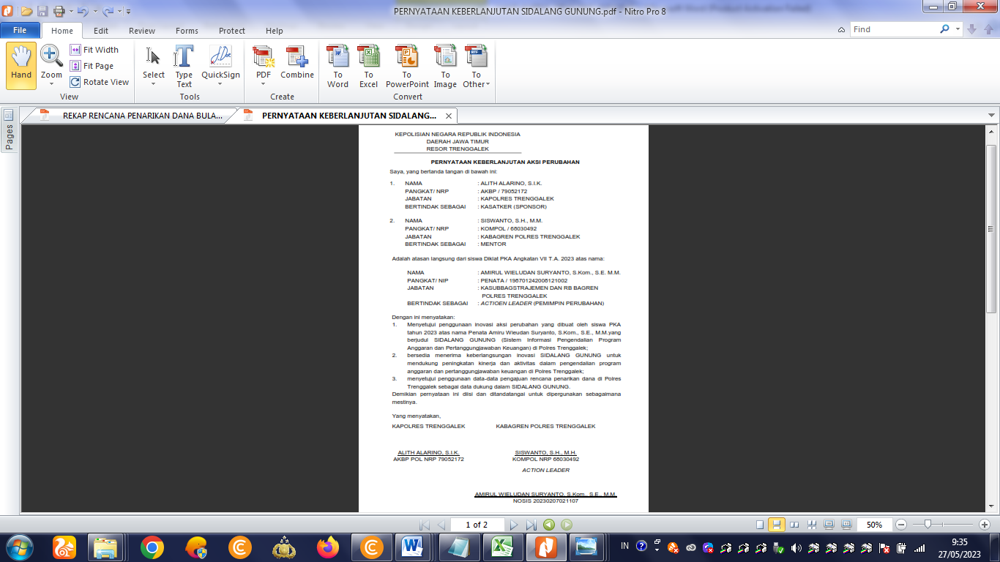 PERNYATAAN KEBERLANJUTAN SIDALANG GUNUNG.pdf - Nitro Pro 8
File Home Edit Review Forms Protect Help Find
Hand
Zoom
Fit Width
Fit Page
Rotate View
View
Select
Type Text
QuickSign
Tools
PDF
Combine
Create
To Word
To Excel
To PowerPoint
To Image
To Other
Convert
Pages
REKAP RENCANA PENARIKAN DANA BULA...
PERNYATAAN KEBERLANJUTAN SIDALANG...
KEPOLISIAN NEGARA REPUBLIK INDONESIA
DAERAH JAWA TIMUR
RESOR TRENGGALEK
PERNYATAAN KEBERLANJUTAN AKSI PERUBAHAN
Saya, yang bertanda tangan di bawah ini:
1. NAMA : ALITH ALARINO, S.I.K.
PANGKAT/ NRP : AKBP / 79052172
JABATAN : KAPOLRES TRENGGALEK
BERTINDAK SEBAGAI : KASATKER (SPONSOR)
2. NAMA : SISWANTO, S.H., M.M.
PANGKAT/ NRP : KOMPOL / 68030492
JABATAN : KABAGREN POLRES TRENGGALEK
BERTINDAK SEBAGAI : MENTOR
Adalah atasan langsung dari siswa Diklat PKA Angkatan VII T.A. 2023 atas nama:
NAMA : AMIRUL WIELUDAN SURYANTO, S.Kom., S.E. M.M.
PANGKAT/ NIP : PENATA / 198701242008121002
JABATAN : KASUBBAGSTRAJEMEN DAN RB BAGREN
POLRES TRENGGALEK
BERTINDAK SEBAGAI : ACTIOEN LEADER (PEMIMPIN PERUBAHAN)
Dengan ini menyatakan:
1. Menyetujui penggunaan inovasi aksi perubahan yang dibuat oleh siswa PKA
tahun 2023 atas nama Penata Amiru Wieudan Suryanto, S.Kom., S.E., M.M.yang
berjudul SIDALANG GUNUNG (Sistem Informasi Pengendalian Program
Anggaran dan Pertanggungjawaban Keuangan) di Polres Trenggalek;
2. bersedia menerima keberlangsungan inovasi SIDALANG GUNUNG untuk
mendukung peningkatan kinerja dan aktivitas dalam pengendalian program
anggaran dan pertanggungjawaban keuangan di Polres Trenggalek;
3. menyetujui penggunaan data-data pengajuan rencana penarikan dana di Polres
Trenggalek sebagai data dukung dalam SIDALANG GUNUNG.
Demikian pernyataan ini diisi dan ditandatangai untuk dipergunakan sebagaimana
mestinya.
Yang menyatakan,
KAPOLRES TRENGGALEK KABAGREN POLRES TRENGGALEK
ALITH ALARINO, S.I.K. SISWANTO, S.H., M.H.
AKBP POL NRP 79052172 KOMPOL NRP 68030492
ACTION LEADER
AMIRUL WIELUDAN SURYANTO, S.Kom., S.E., M.M.
NOSIS 20230207021107
1 of 2
50%
IN
9:35
27/05/2023